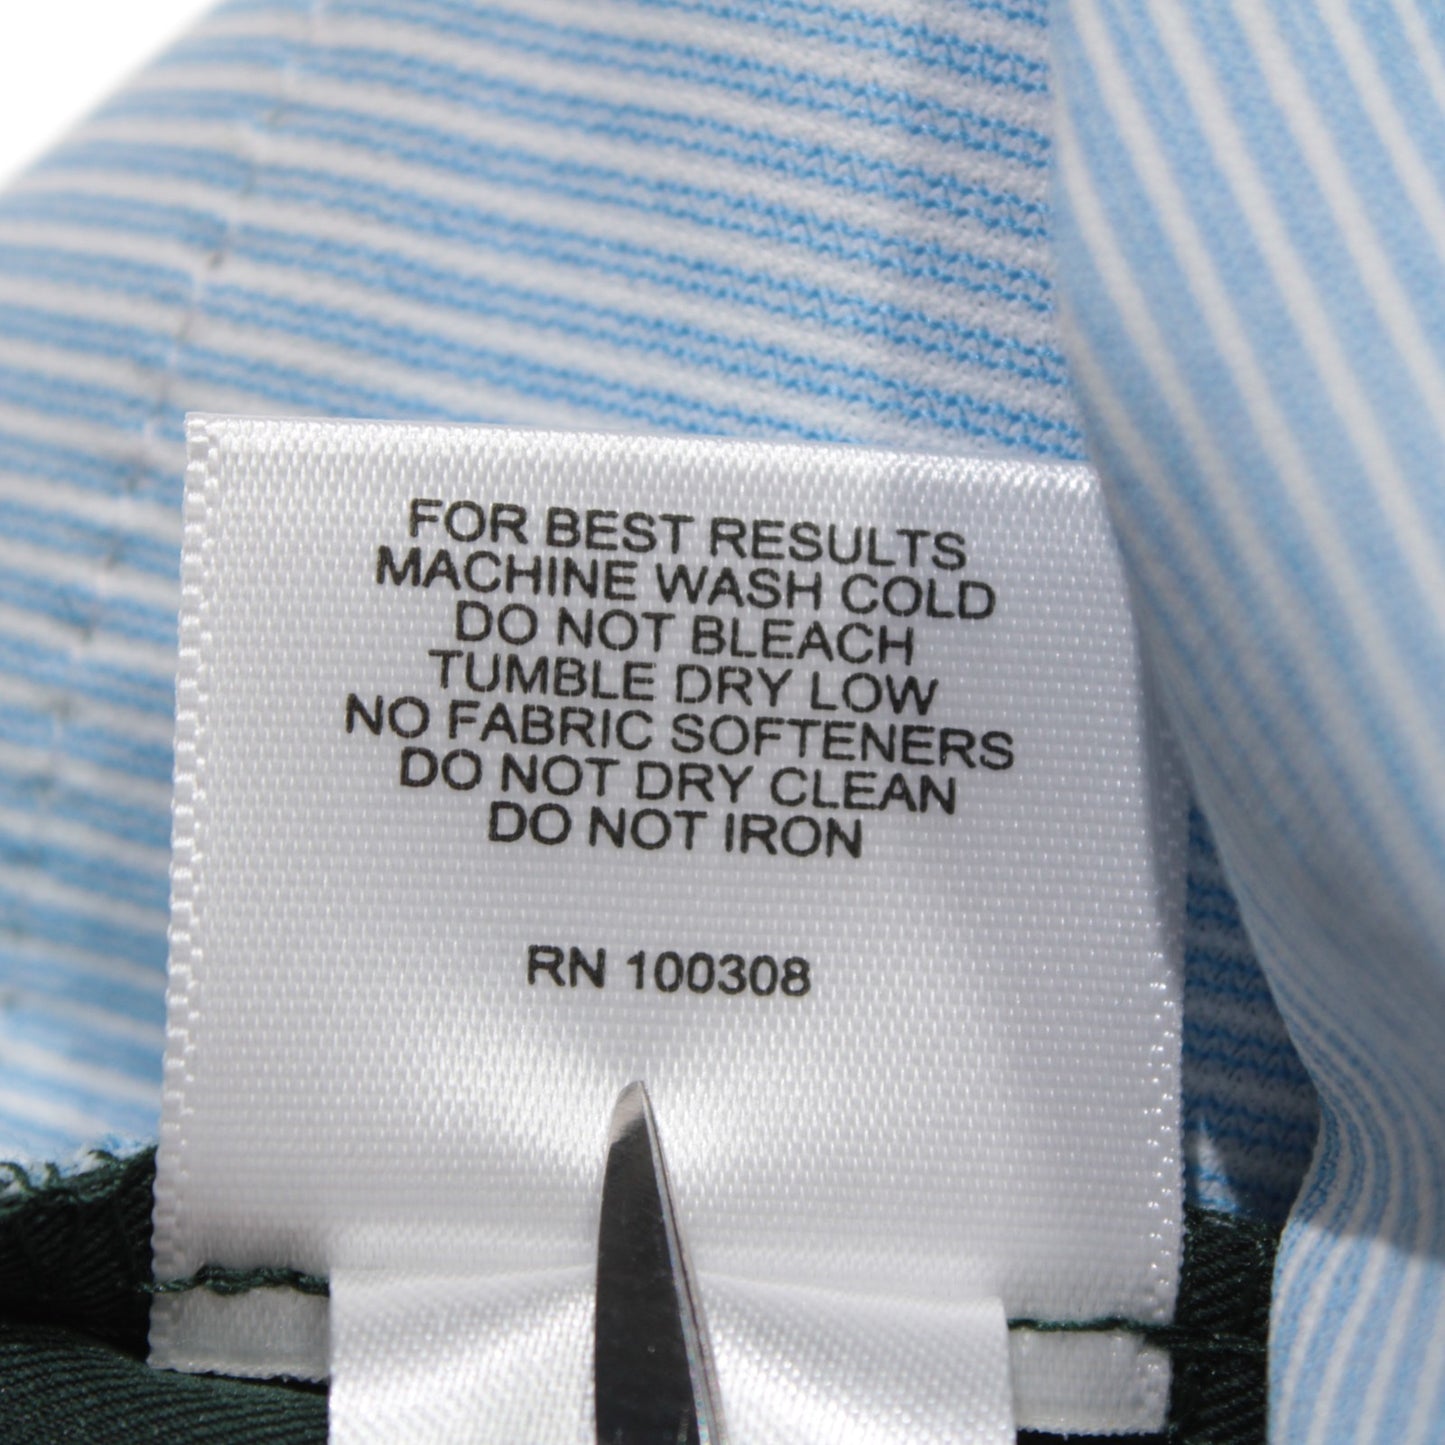 FOR BEST RESULTS
MACHINE WASH COLD
DO NOT BLEACH
TUMBLE DRY LOW
NO FABRIC SOFTENERS
DO NOT DRY CLEAN
DO NOT IRON
RN 100308